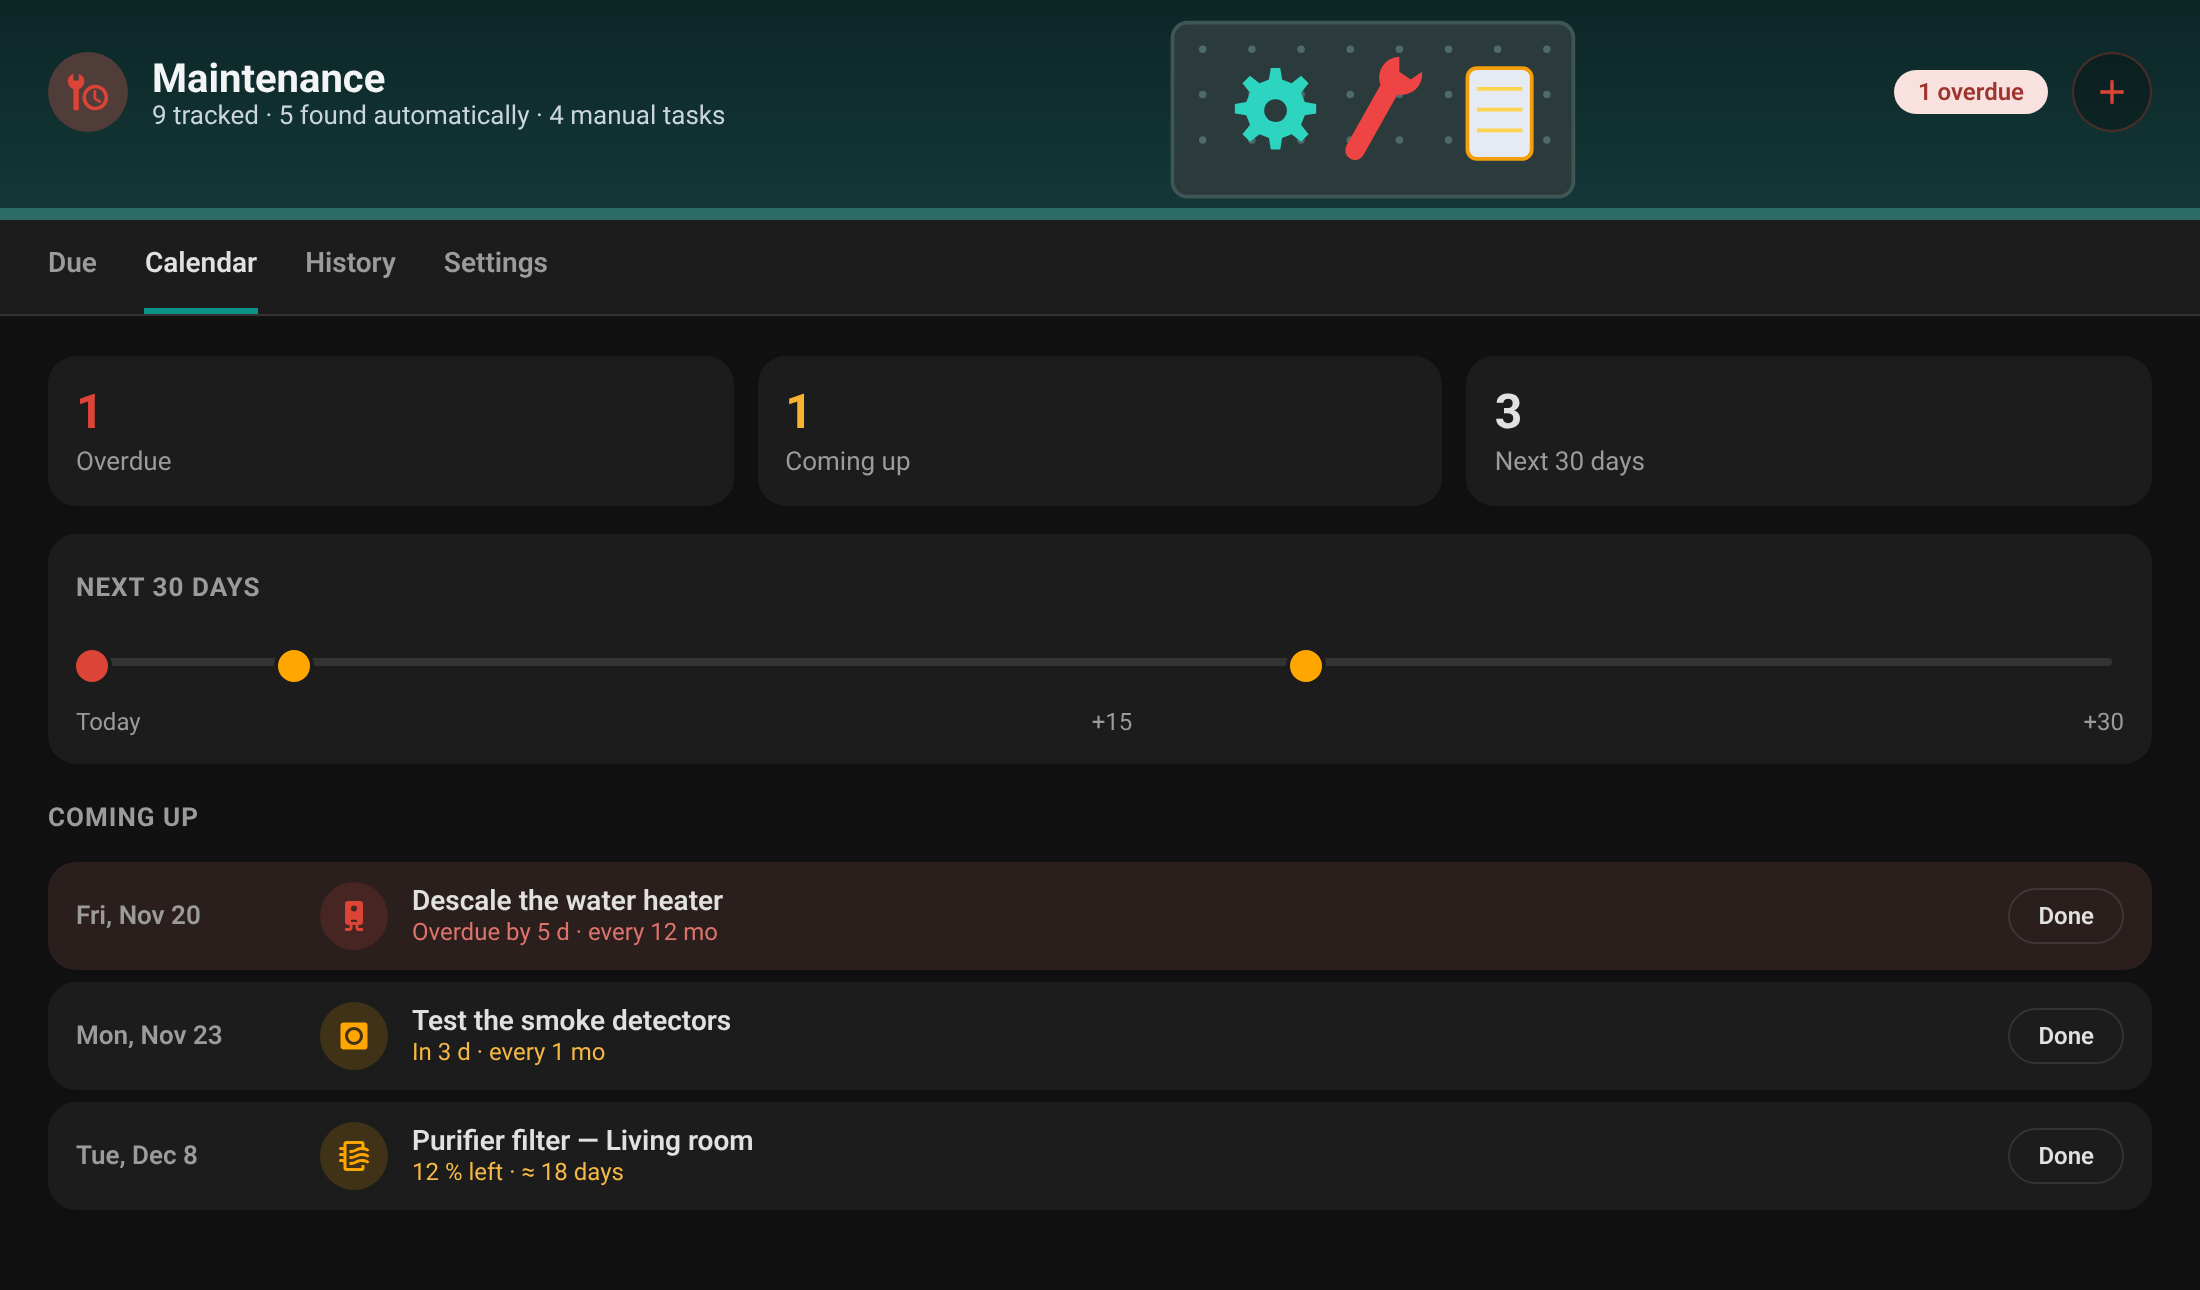 Maintenance
9 tracked · 5 found automatically · 4 manual tasks
1 overdue
Due
Calendar
History
Settings
1
Overdue
1
Coming up
3
Next 30 days
NEXT 30 DAYS
Today
+15
+30
COMING UP
Fri, Nov 20
Descale the water heater
Overdue by 5 d · every 12 mo
Done
Mon, Nov 23
Test the smoke detectors
In 3 d · every 1 mo
Done
Tue, Dec 8
Purifier filter — Living room
12 % left · ≈ 18 days
Done